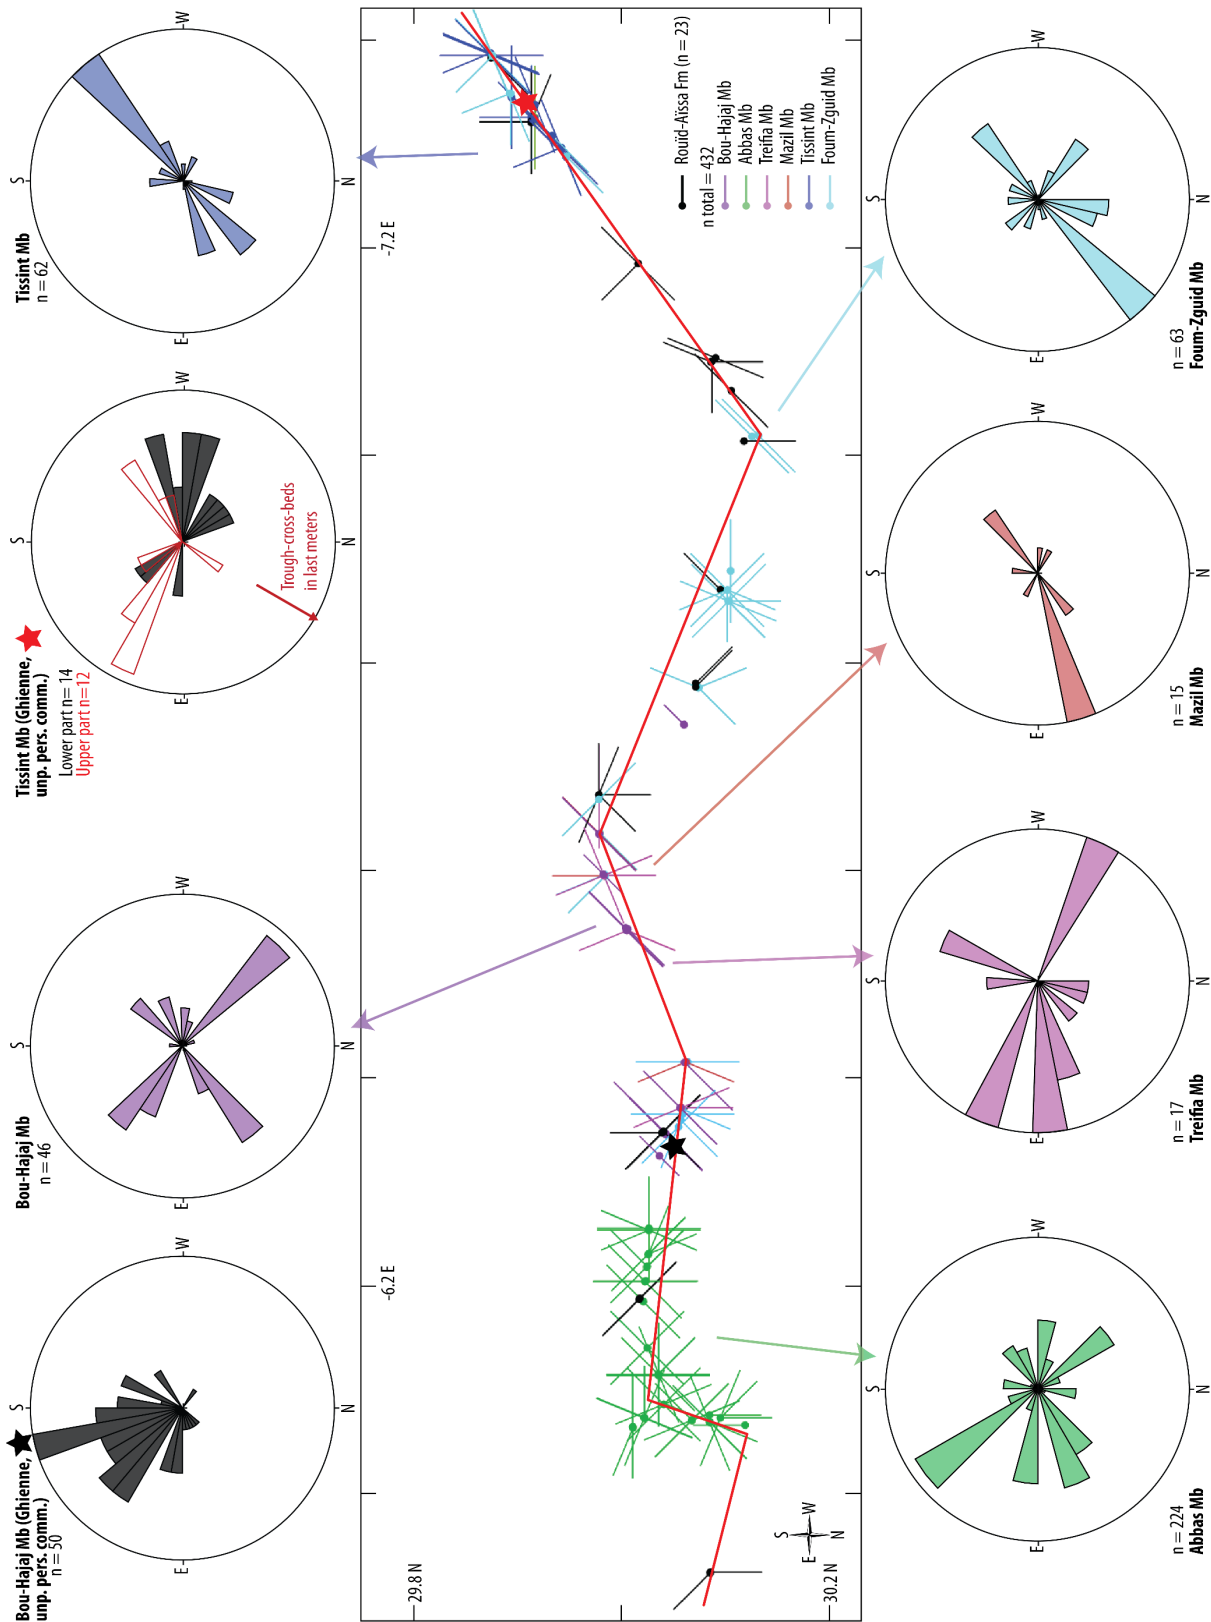 Bou-Hajaj Mb (Ghienne,
unp. pers. comm.)
n = 50
S
E
W
N
Bou-Hajaj Mb
n = 46
S
E
W
N
Tissint Mb (Ghienne,
unp. pers. comm.)
Lower part n= 14
Upper part n=12
S
E
W
N
Trough-cross-beds
in last meters
Tissint Mb
n = 62
S
E
W
N
29.8 N
30.2 N
-6.2 E
-7.2 E
S
E
W
N
Rouïd-Aïssa Fm (n = 23)
n total = 432
Bou-Hajaj Mb
Abbas Mb
Treifia Mb
Mazil Mb
Tissint Mb
Foum-Zguid Mb
S
E
W
N
n = 224
Abbas Mb
S
E
W
N
n = 17
Treifia Mb
S
E
W
N
n = 15
Mazil Mb
S
E
W
N
n = 63
Foum-Zguid Mb